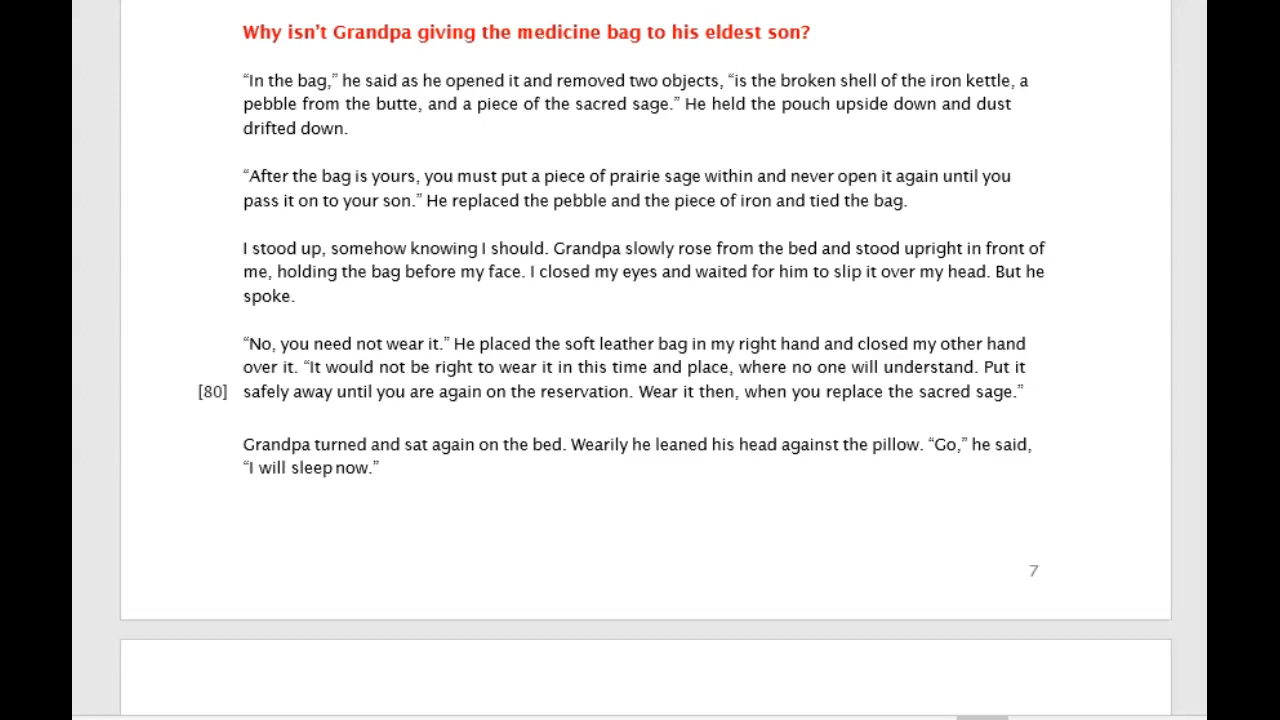 Why isn’t Grandpa giving the medicine bag to his eldest son?
“In the bag,” he said as he opened it and removed two objects, “is the broken shell of the iron kettle, a
pebble from the butte, and a piece of the sacred sage.” He held the pouch upside down and dust
drifted down.
“After the bag is yours, you must put a piece of prairie sage within and never open it again until you
pass it on to your son.” He replaced the pebble and the piece of iron and tied the bag.
I stood up, somehow knowing I should. Grandpa slowly rose from the bed and stood upright in front of
me, holding the bag before my face. I closed my eyes and waited for him to slip it over my head. But he
spoke.
“No, you need not wear it.” He placed the soft leather bag in my right hand and closed my other hand
over it. “It would not be right to wear it in this time and place, where no one will understand. Put it
[80] safely away until you are again on the reservation. Wear it then, when you replace the sacred sage.”
Grandpa turned and sat again on the bed. Wearily he leaned his head against the pillow. “Go,” he said,
“I will sleep now.”
7